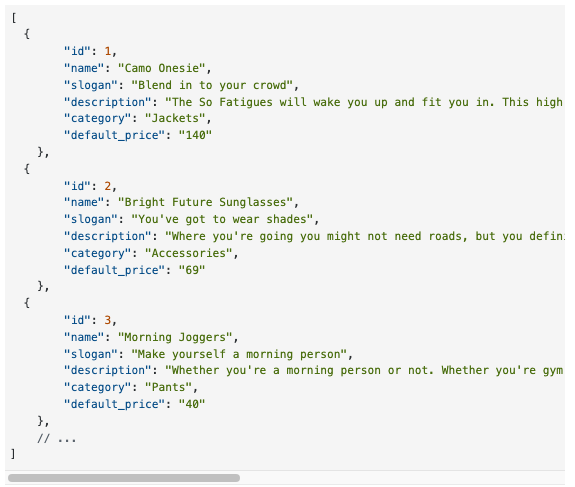 [
  {
        "id": 1,
        "name": "Camo Onesie",
        "slogan": "Blend in to your crowd",
        "description": "The So Fatigues will wake you up and fit you in. This high
        "category": "Jackets",
        "default_price": "140"
    },
  {
        "id": 2,
        "name": "Bright Future Sunglasses",
        "slogan": "You've got to wear shades",
        "description": "Where you're going you might not need roads, but you defini
        "category": "Accessories",
        "default_price": "69"
    },
  {
        "id": 3,
        "name": "Morning Joggers",
        "slogan": "Make yourself a morning person",
        "description": "Whether you're a morning person or not. Whether you're gym
        "category": "Pants",
        "default_price": "40"
    },
    // ...
]